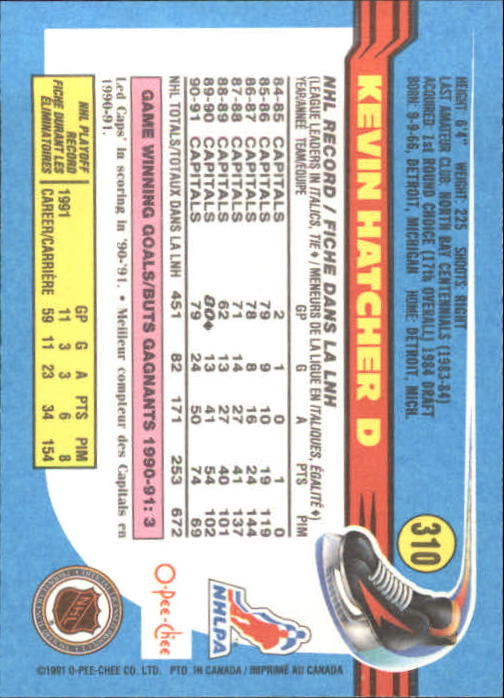 310
KEVIN HATCHER D
HEIGHT: 6'4" WEIGHT: 225 SHOOTS: RIGHT
LAST AMATEUR CLUB: NORTH BAY CENTENNIALS (1983-84)
ACQUIRED: 1st ROUND CHOICE (17th OVERALL) 1984 DRAFT
BORN: 9-9-66, DETROIT, MICHIGAN HOME: DETROIT, MICH.
NHL RECORD / FICHE DANS LA LNH
(LEAGUE LEADERS IN ITALICS, TIE♦ / MENEURS DE LA LIGUE EN ITALIQUES, ÉGALITÉ♦)
YEAR/ANNÉE TEAM/ÉQUIPE GP G A PTS PIM
84-85 CAPITALS 2 1 0 1 0
85-86 CAPITALS 79 9 10 19 119
86-87 CAPITALS 78 8 16 24 144
87-88 CAPITALS 71 14 27 41 137
88-89 CAPITALS 62 13 27 40 101
89-90 CAPITALS 80♦ 13 41 54 102
90-91 CAPITALS 79 24 50 74 69
NHL TOTALS/TOTAUX DANS LA LNH 451 82 171 253 672
GAME WINNING GOALS/BUTS GAGNANTS 1990-91: 3
Led Caps' in scoring in '90-'91. • Meilleur compteur des Capitals en
1990-91.
NHL PLAYOFF RECORD
FICHE DURANT LES ÉLIMINATOIRES
GP G A PTS PIM
1991 11 3 3 6 8
CAREER/CARRIÈRE 59 11 23 34 154
NHLPA
O-Pee-Chee
NHL
©1991 O-PEE-CHEE CO. LTD. PTD. IN CANADA / IMPRIMÉ AU CANADA